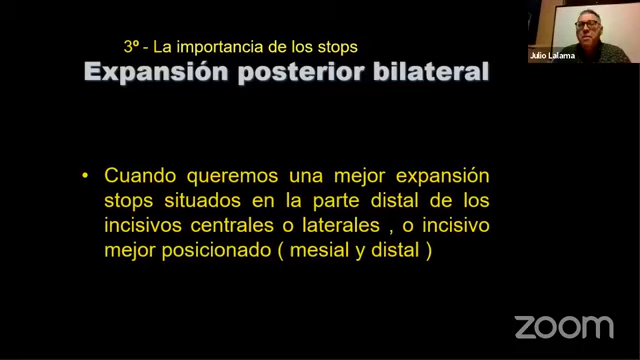 3º - La importancia de los stops
Expansión posterior bilateral
• Cuando queremos una mejor expansión
stops situados en la parte distal de los
incisivos centrales o laterales , o incisivo
mejor posicionado ( mesial y distal )
Julio Lalama
zoom